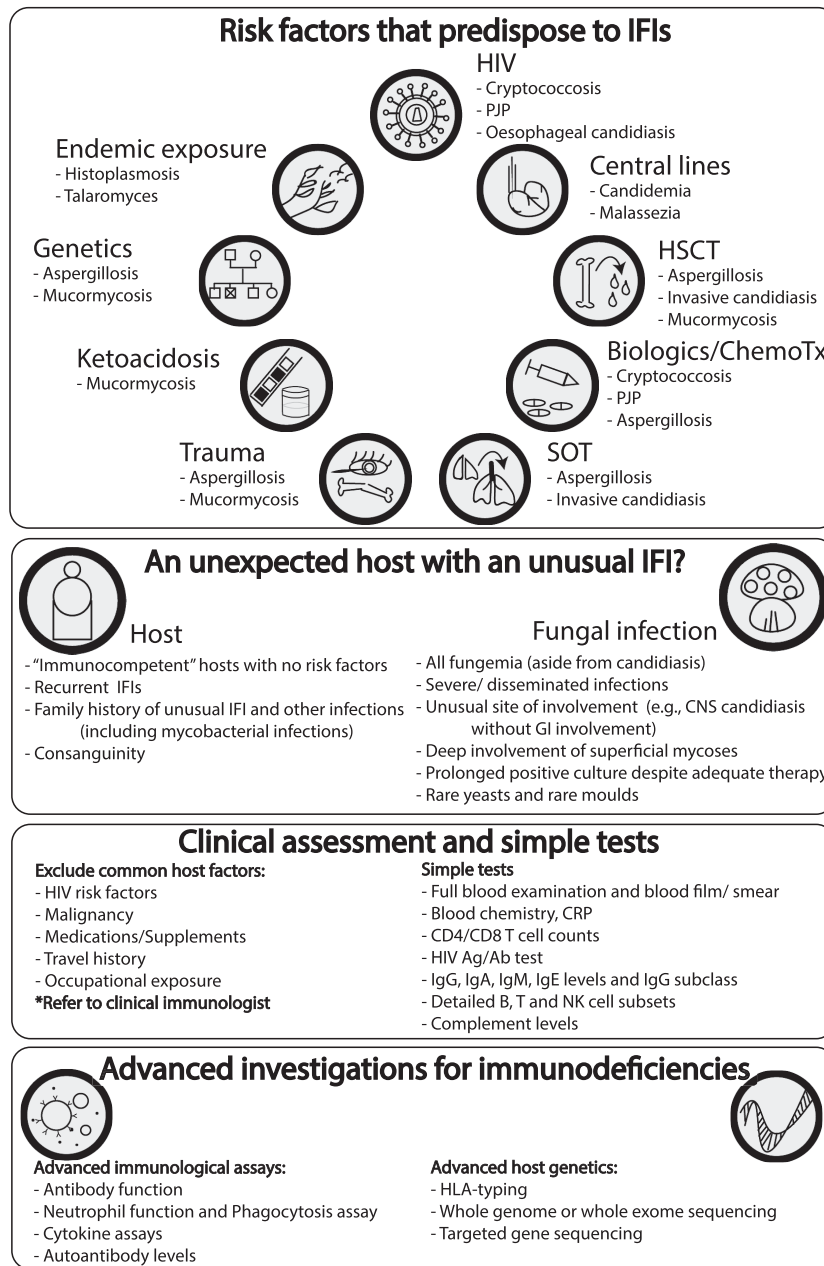 Risk factors that predispose to IFIs
HIV
- Cryptococcosis
- PJP
- Oesophageal candidiasis
Endemic exposure
- Histoplasmosis
- Talaromyces
Central lines
- Candidemia
- Malassezia
Genetics
- Aspergillosis
- Mucormycosis
HSCT
- Aspergillosis
- Invasive candidiasis
- Mucormycosis
Ketoacidosis
- Mucormycosis
Biologics/ChemoTx
- Cryptococcosis
- PJP
- Aspergillosis
Trauma
- Aspergillosis
- Mucormycosis
SOT
- Aspergillosis
- Invasive candidiasis
An unexpected host with an unusual IFI?
Host
- “Immunocompetent” hosts with no risk factors
- Recurrent IFIs
- Family history of unusual IFI and other infections
(including mycobacterial infections)
- Consanguinity
Fungal infection
- All fungemia (aside from candidiasis)
- Severe/ disseminated infections
- Unusual site of involvement (e.g., CNS candidiasis
without GI involvement)
- Deep involvement of superficial mycoses
- Prolonged positive culture despite adequate therapy
- Rare yeasts and rare moulds
Clinical assessment and simple tests
Exclude common host factors:
- HIV risk factors
- Malignancy
- Medications/Supplements
- Travel history
- Occupational exposure
*Refer to clinical immunologist
Simple tests
- Full blood examination and blood film/ smear
- Blood chemistry, CRP
- CD4/CD8 T cell counts
- HIV Ag/Ab test
- IgG, IgA, IgM, IgE levels and IgG subclass
- Detailed B, T and NK cell subsets
- Complement levels
Advanced investigations for immunodeficiencies
Advanced immunological assays:
- Antibody function
- Neutrophil function and Phagocytosis assay
- Cytokine assays
- Autoantibody levels
Advanced host genetics:
- HLA-typing
- Whole genome or whole exome sequencing
- Targeted gene sequencing